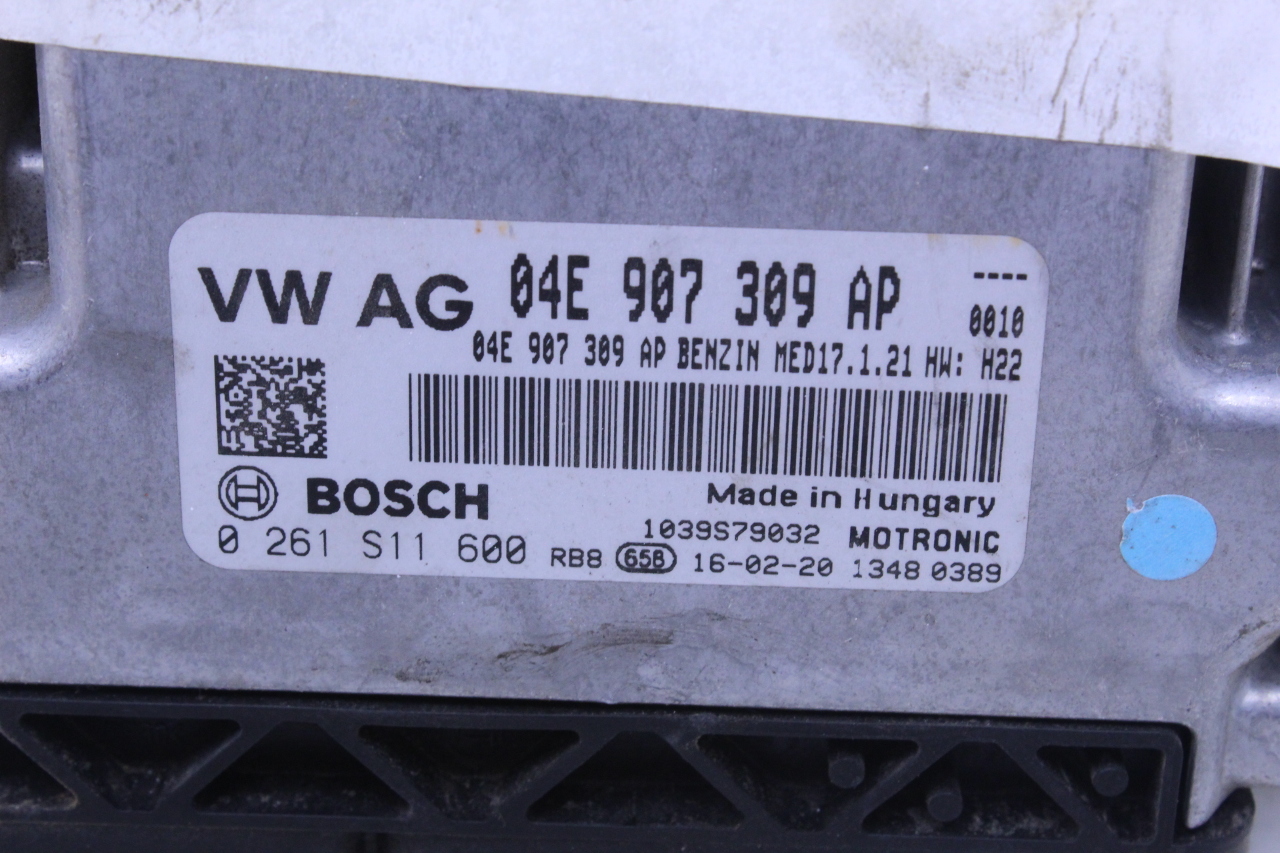 VW AG 04E 907 309 AP ----
0010
04E 907 309 AP BENZIN MED17.1.21 HW: H22
BOSCH Made in Hungary
1039S79032 MOTRONIC
0 261 S11 600 RB8 65B 16-02-20 1348 0389